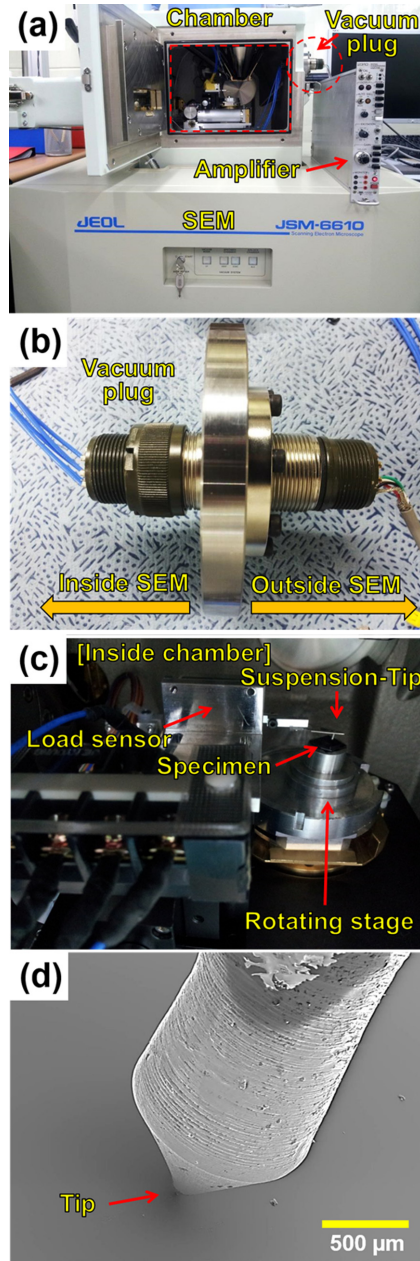 (a)
Chamber
Vacuum
plug
Amplifier
SEM
JEOL
JSM-6610
Scanning Electron Microscope
(b)
Vacuum
plug
Inside SEM
Outside SEM
(c)
[Inside chamber]
Suspension-Tip
Load sensor
Specimen
Rotating stage
(d)
Tip
500 µm